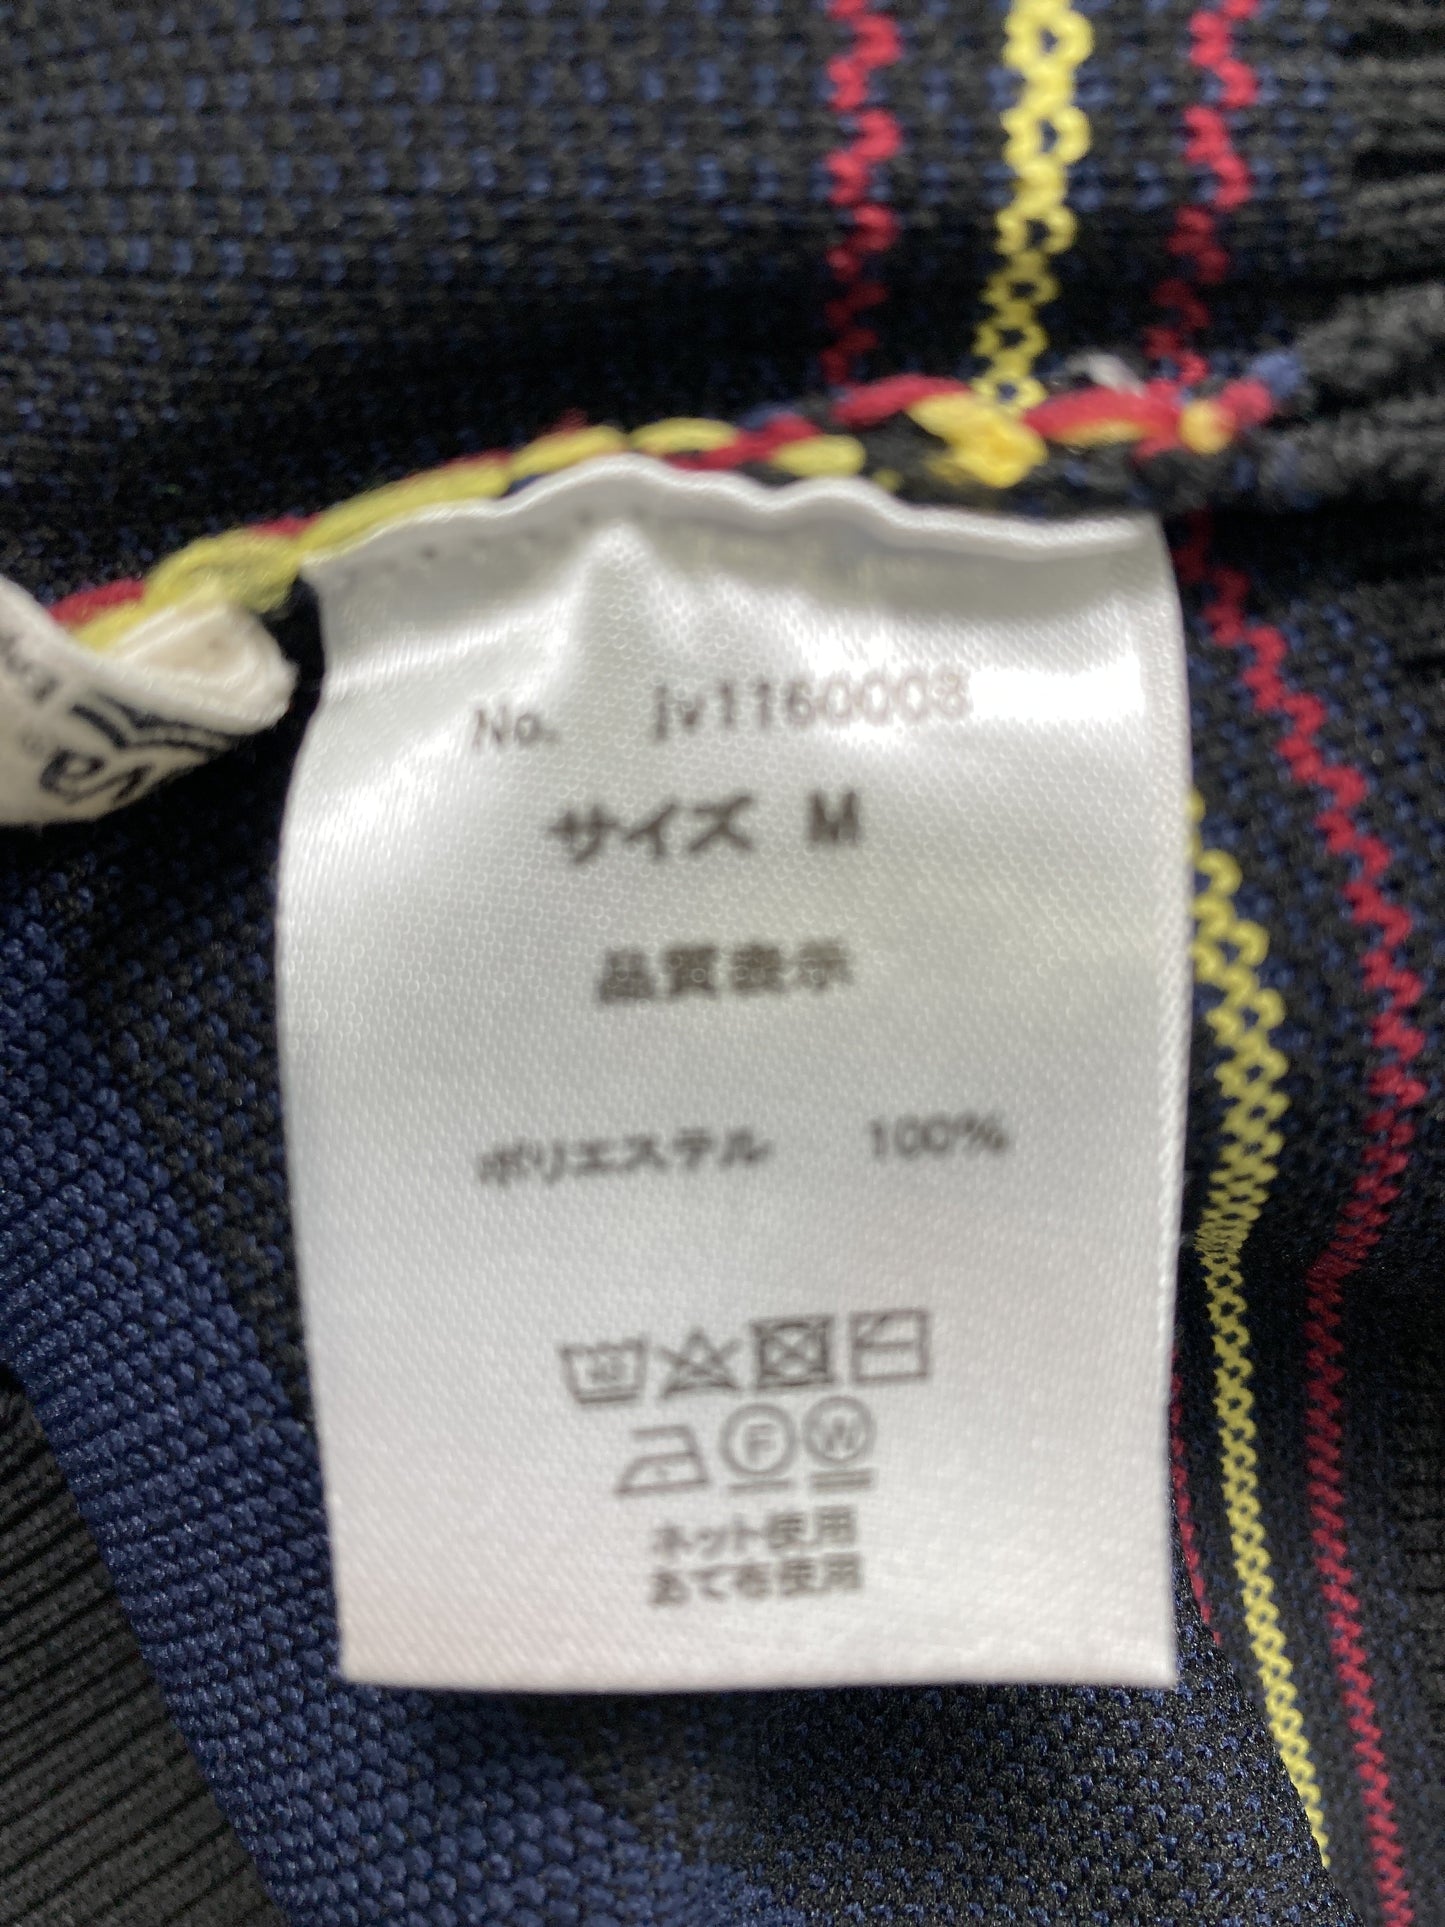 No. jv1160003
サイズ M
品質表示
ポリエステル 100%
F W
ネット使用
あて布使用